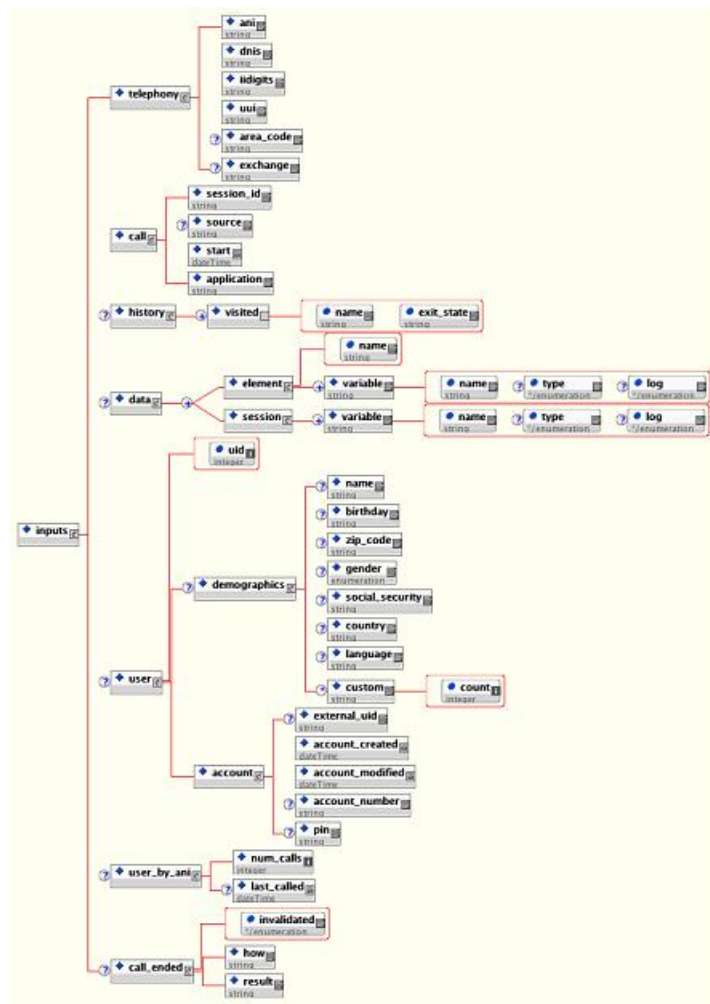 ani
string
dnis
string
iidigits
string
telephony
uui
string
? area_code
string
? exchange
string
session_id
string
? source
string
call
start
dateTime
application
string
? history
+ visited
name
string
exit_state
string
name
string
element
+ variable
string
name
string
? type
*/enumeration
? log
*/enumeration
? data
+
session
+ variable
string
name
string
? type
*/enumeration
? log
*/enumeration
uid
integer
? name
string
? birthday
string
inputs
? zip_code
string
? gender
enumeration
? demographics
? social_security
string
? country
string
? language
string
? user
* custom
string
count
integer
? external_uid
string
account_created
dateTime
account
account_modified
dateTime
? account_number
string
? pin
string
num_calls
integer
? user_by_ani
? last_called
dateTime
invalidated
*/enumeration
how
string
? call_ended
result
string